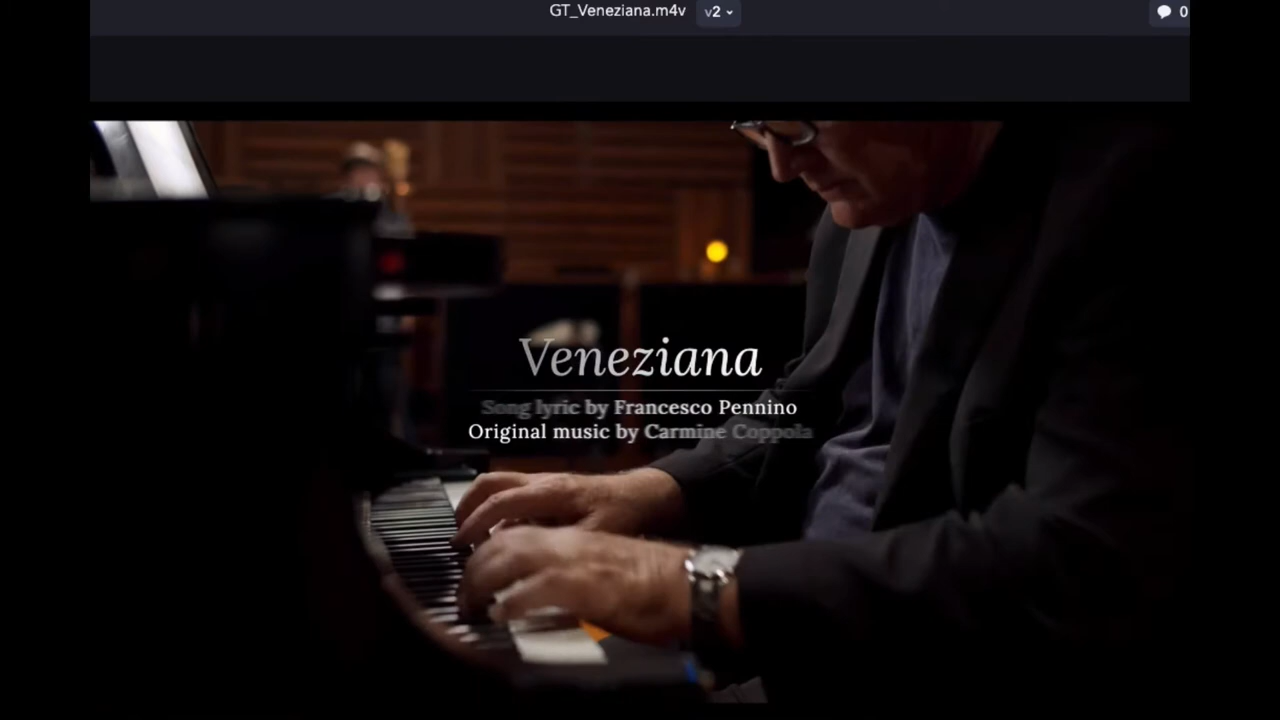 GT_Veneziana.m4v v2 0
Veneziana
Song lyric by Francesco Pennino
Original music by Carmine Coppola